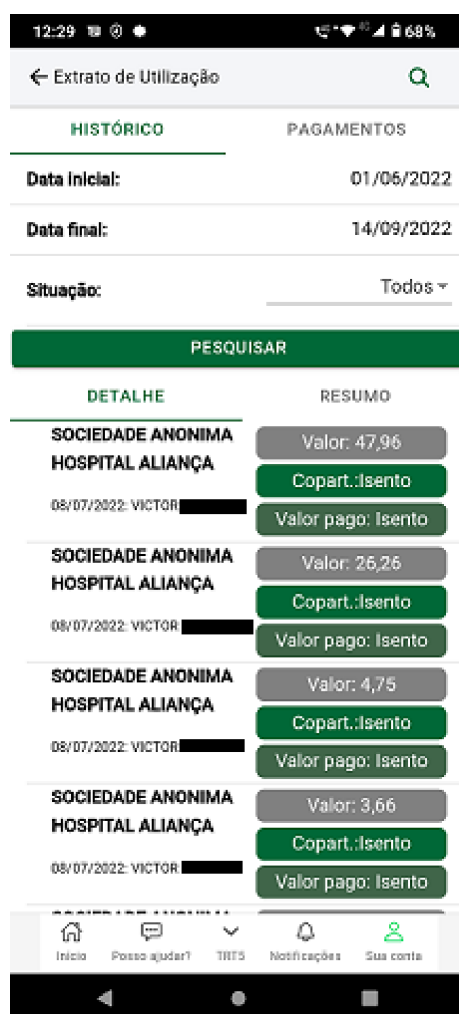 12:29
68%
Extrato de Utilização
HISTÓRICO PAGAMENTOS
Data inicial: 01/06/2022
Data final: 14/09/2022
Situação: Todos
PESQUISAR
DETALHE RESUMO
SOCIEDADE ANONIMA
HOSPITAL ALIANÇA
08/07/2022: VICTOR
Valor: 47,96
Copart.:Isento
Valor pago: Isento
SOCIEDADE ANONIMA
HOSPITAL ALIANÇA
08/07/2022: VICTOR
Valor: 26,26
Copart.:Isento
Valor pago: Isento
SOCIEDADE ANONIMA
HOSPITAL ALIANÇA
08/07/2022: VICTOR
Valor: 4,75
Copart.:Isento
Valor pago: Isento
SOCIEDADE ANONIMA
HOSPITAL ALIANÇA
08/07/2022: VICTOR
Valor: 3,66
Copart.:Isento
Valor pago: Isento
Início Posso ajudar? TRT5 Notificações Sua conta